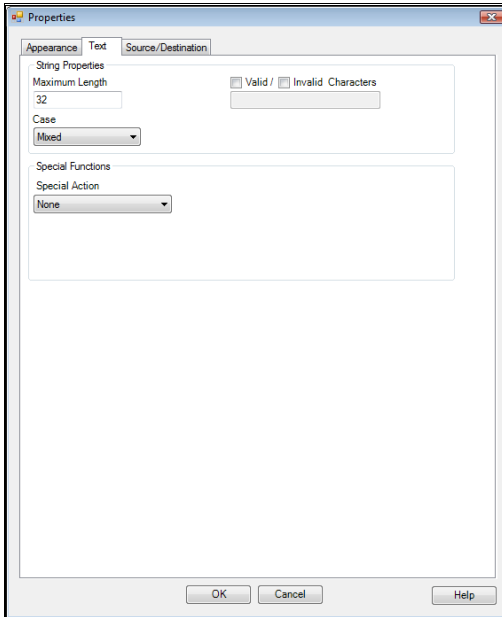 Properties
Appearance Text Source/Destination
String Properties
Maximum Length Valid / Invalid Characters
32
Case
Mixed
Special Functions
Special Action
None
OK Cancel Help